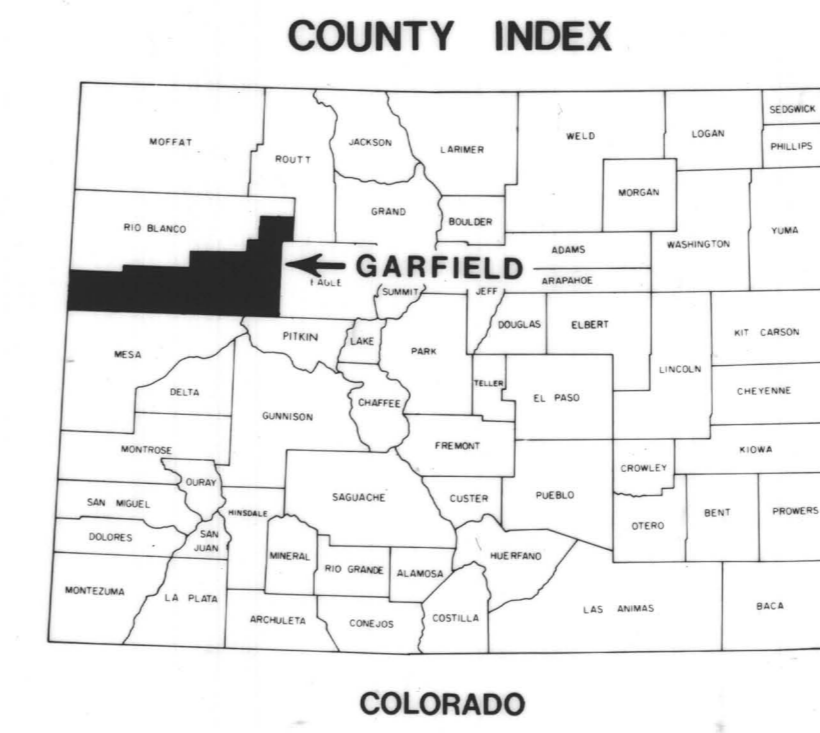 COUNTY INDEX
SEDGWICK
MOFFAT
ROUTT
JACKSON
LARIMER
WELD
LOGAN
PHILLIPS
MORGAN
RIO BLANCO
GRAND
BOULDER
WASHINGTON
YUMA
ADAMS
GARFIELD
EAGLE
SUMMIT
JEFF
ARAPAHOE
DOUGLAS
ELBERT
KIT CARSON
PITKIN
LAKE
PARK
MESA
LINCOLN
TELLER
CHEYENNE
DELTA
EL PASO
CHAFFEE
GUNNISON
MONTROSE
FREMONT
KIOWA
CROWLEY
OURAY
SAN MIGUEL
HINSDALE
SAGUACHE
CUSTER
PUEBLO
BENT
PROWERS
OTERO
DOLORES
SAN
JUAN
MINERAL
RIO GRANDE
ALAMOSA
HUERFANO
MONTEZUMA
LA PLATA
ARCHULETA
CONEJOS
COSTILLA
LAS ANIMAS
BACA
COLORADO